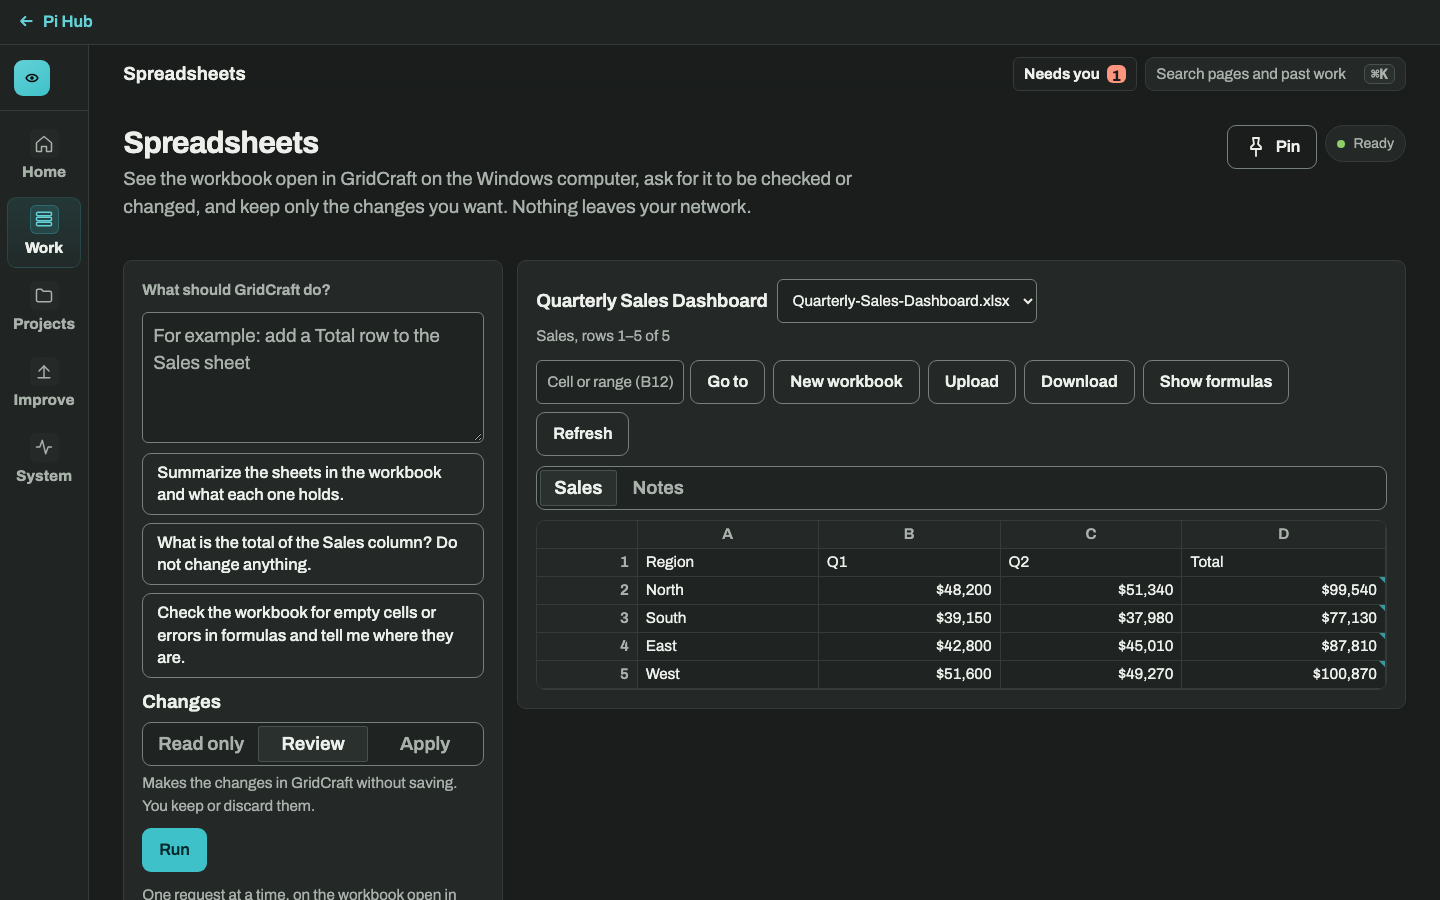 Pi Hub
Spreadsheets
Needs you 1
Search pages and past work ⌘K
Home
Work
Projects
Improve
System
Spreadsheets
See the workbook open in GridCraft on the Windows computer, ask for it to be checked or
changed, and keep only the changes you want. Nothing leaves your network.
Pin
Ready
What should GridCraft do?
For example: add a Total row to the
Sales sheet
Summarize the sheets in the workbook
and what each one holds.
What is the total of the Sales column? Do
not change anything.
Check the workbook for empty cells or
errors in formulas and tell me where they
are.
Changes
Read only Review Apply
Makes the changes in GridCraft without saving.
You keep or discard them.
Run
One request at a time, on the workbook open in
Quarterly Sales Dashboard Quarterly-Sales-Dashboard.xlsx
Sales, rows 1–5 of 5
Cell or range (B12) Go to New workbook Upload Download Show formulas
Refresh
Sales Notes
A B C D
1 Region Q1 Q2 Total
2 North $48,200 $51,340 $99,540
3 South $39,150 $37,980 $77,130
4 East $42,800 $45,010 $87,810
5 West $51,600 $49,270 $100,870